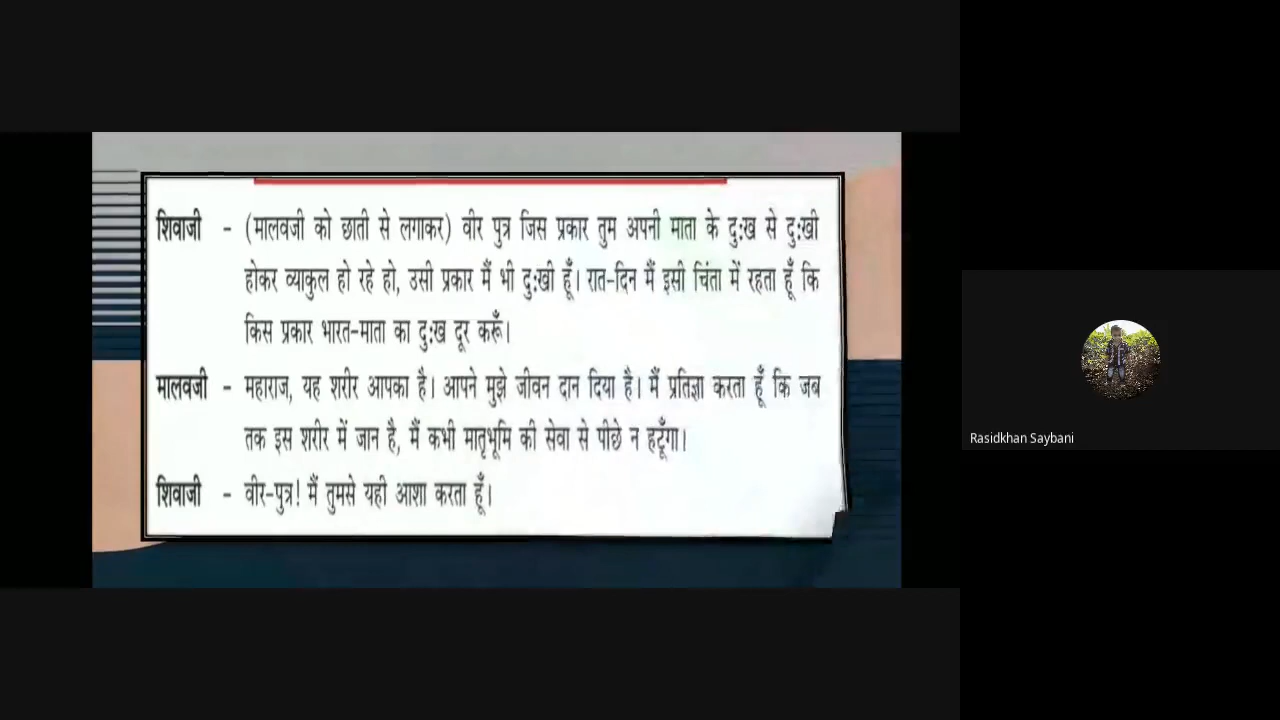 शिवाजी - (मालवजी को छाती से लगाकर) वीर पुत्र जिस प्रकार तुम अपनी माता के दुःख से दुःखी
होकर व्याकुल हो रहे हो, उसी प्रकार मैं भी दुःखी हूँ। रात-दिन मैं इसी चिंता में रहता हूँ कि
किस प्रकार भारत-माता का दुःख दूर करूँ।
मालवजी - महाराज, यह शरीर आपका है। आपने मुझे जीवन दान दिया है। मैं प्रतिज्ञा करता हूँ कि जब
तक इस शरीर में जान है, मैं कभी मातृभूमि की सेवा से पीछे न हटूँगा।
शिवाजी - वीर-पुत्र! मैं तुमसे यही आशा करता हूँ।
Rasidkhan Saybani